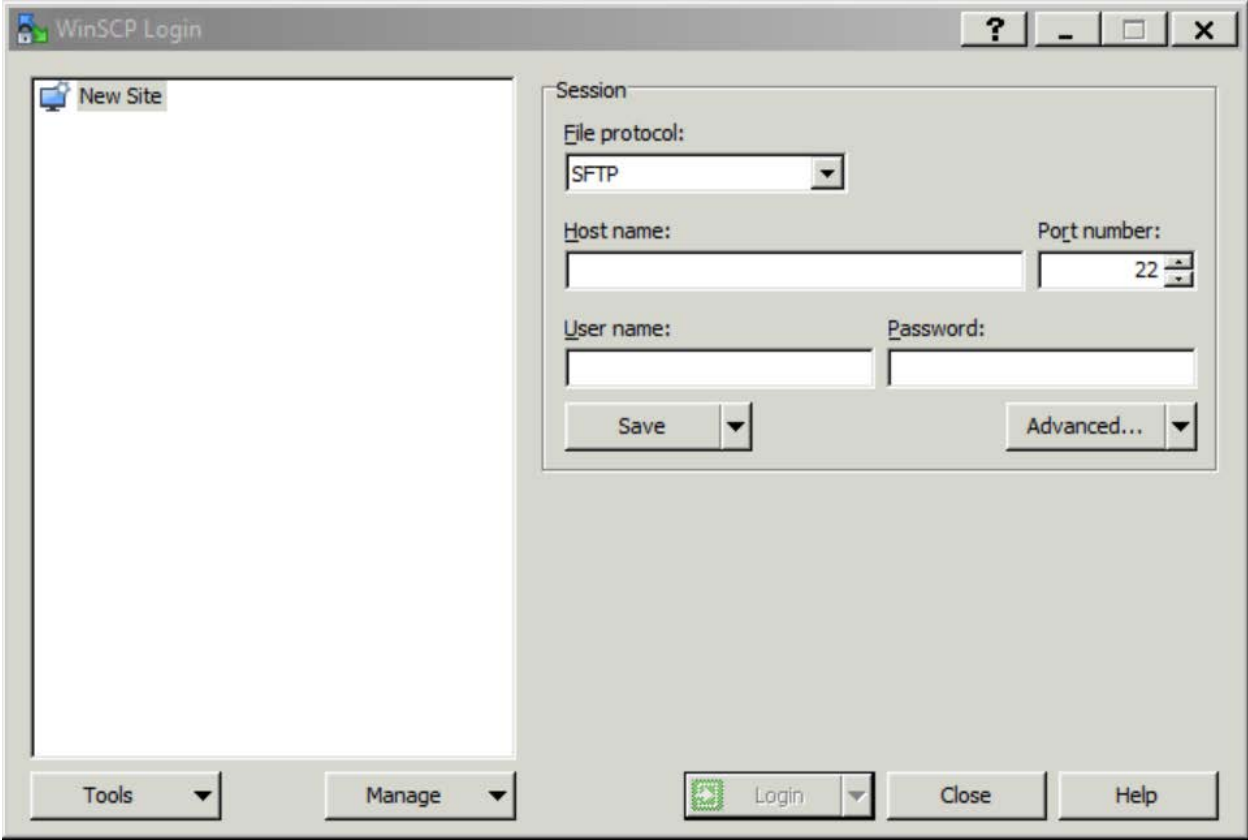 WinSCP Login
?
New Site
Session
File protocol:
SFTP
Host name:
Port number:
22
User name:
Password:
Save
Advanced...
Tools
Manage
Login
Close
Help